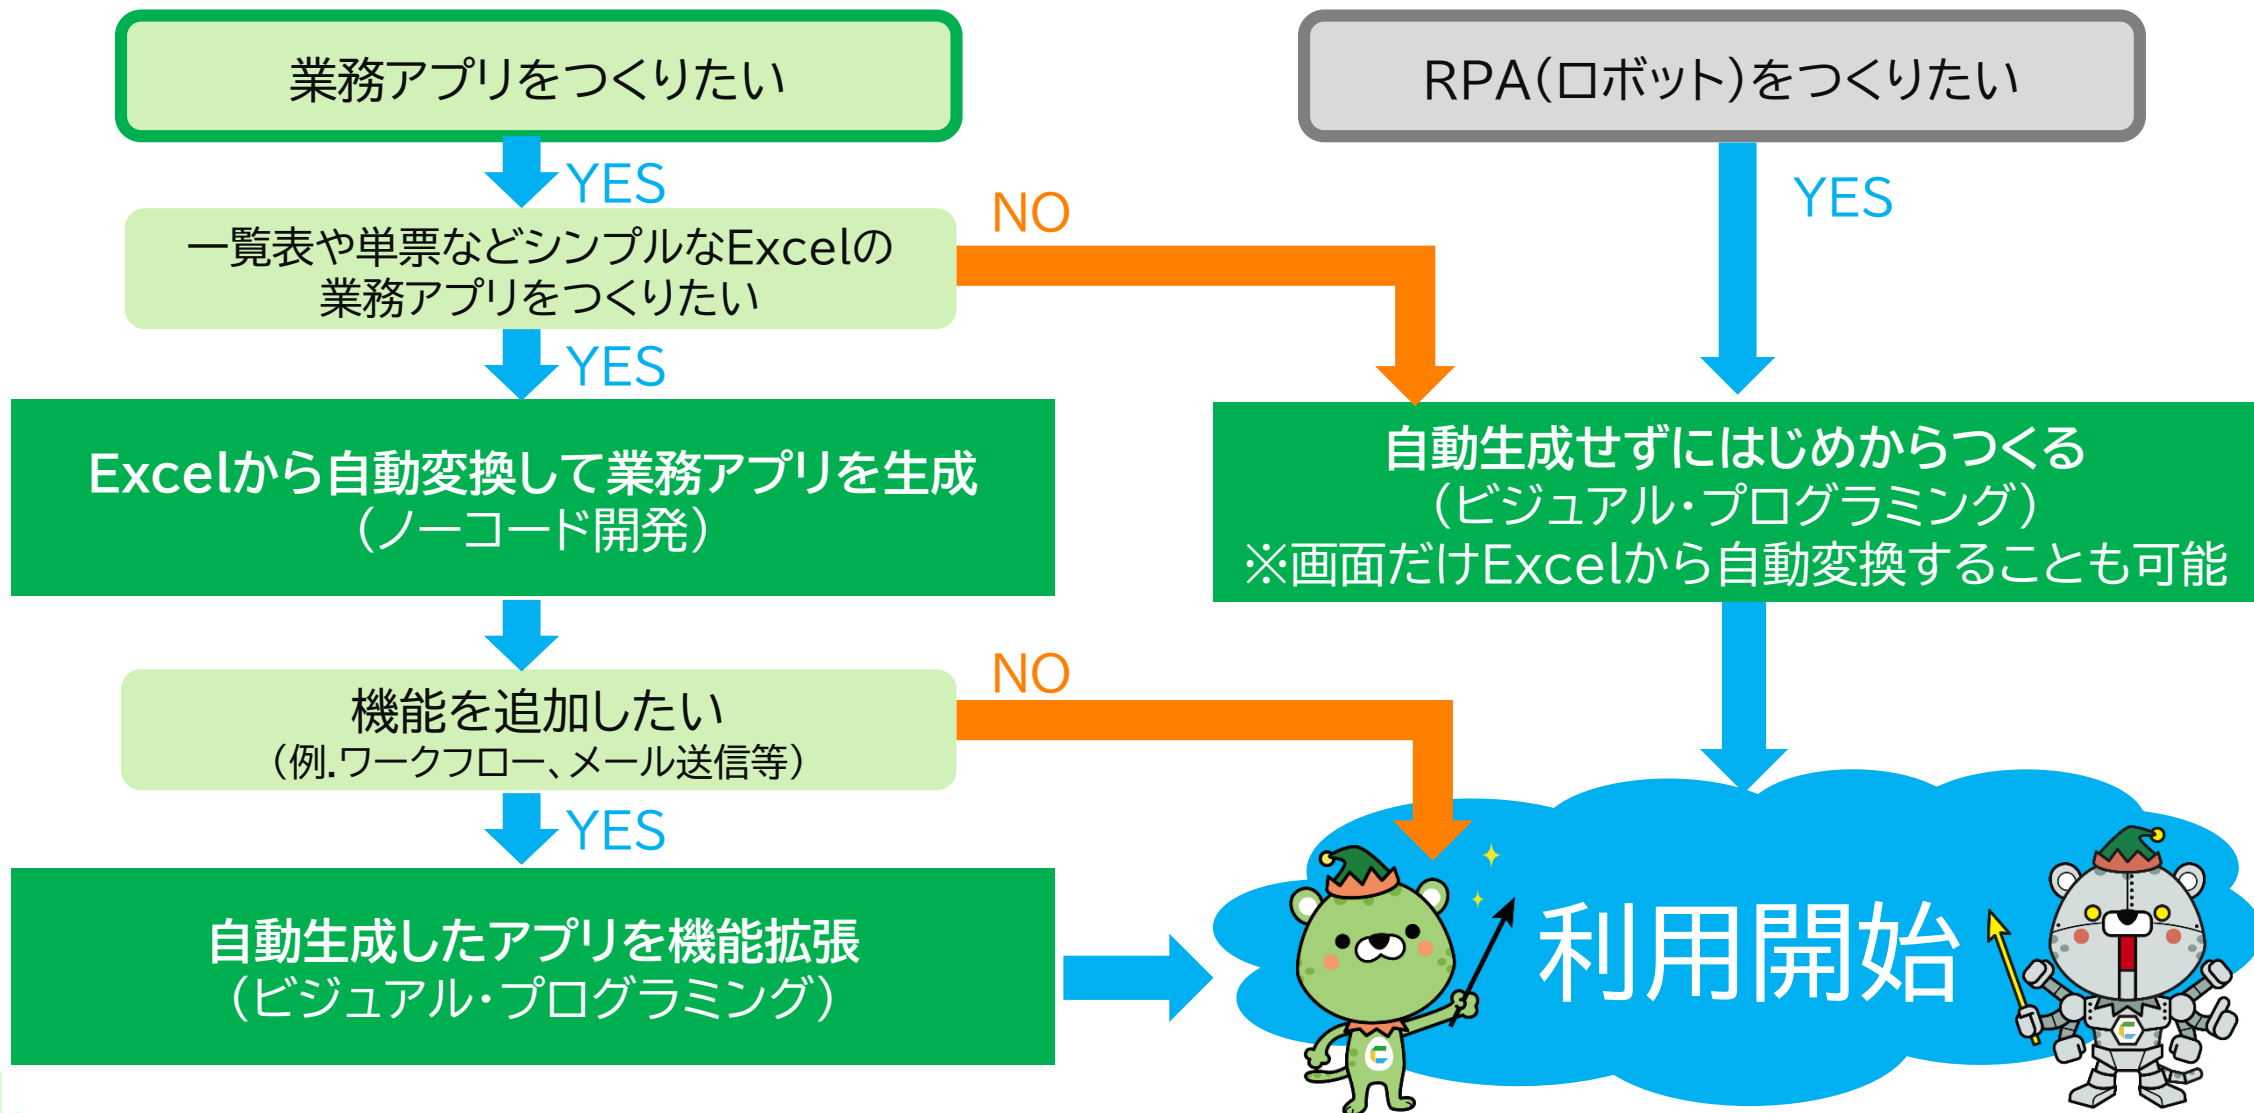 業務アプリをつくりたい
RPA(ロボット)をつくりたい
YES
NO
YES
一覧表や単票などシンプルなExcelの
業務アプリをつくりたい
YES
Excelから自動変換して業務アプリを生成
(ノーコード開発)
自動生成せずにはじめからつくる
(ビジュアル・プログラミング)
※画面だけExcelから自動変換することも可能
NO
機能を追加したい
(例.ワークフロー、メール送信等)
YES
自動生成したアプリを機能拡張
(ビジュアル・プログラミング)
利用開始